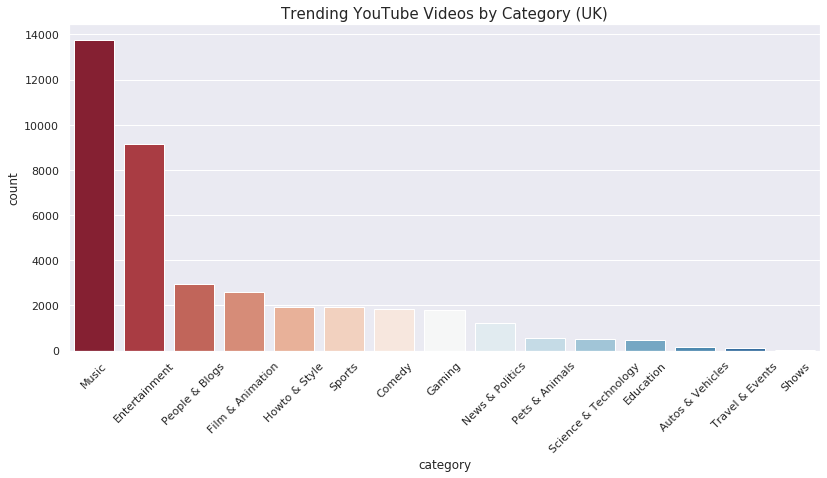 Trending YouTube Videos by Category (UK)
14000
12000
10000
8000
6000
4000
2000
0
count
Music
Entertainment
People & Blogs
Film & Animation
Howto & Style
Sports
Comedy
Gaming
News & Politics
Pets & Animals
Science & Technology
Education
Autos & Vehicles
Travel & Events
Shows
category